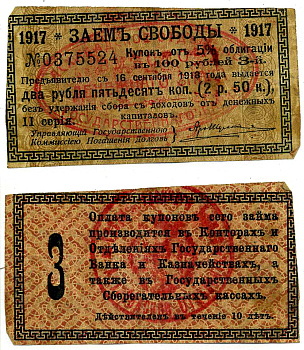 1917 * ЗАЕМЪ СВОБОДЫ * 1917
№0375524 Купонъ отъ 5% облигаціи
въ 100 рублей 3-й.
Предъявителю съ 16 сентября 1918 года выдается
два рубля пятьдесятъ коп. (2 р. 50 к.),
безъ удержанія сбора съ доходовъ отъ денежныхъ
капиталовъ.
11 серія.
Управляющій Государственною
Коммиссіею Погашенія Долговъ
3
Оплата купоновъ сего займа
производится въ Конторахъ и
Отдѣленіяхъ Государственнаго
Банка и Казначействахъ, а
также въ Государственныхъ
Сберегательныхъ кассахъ.
Дѣйствителенъ въ теченіе 10 лѣтъ.